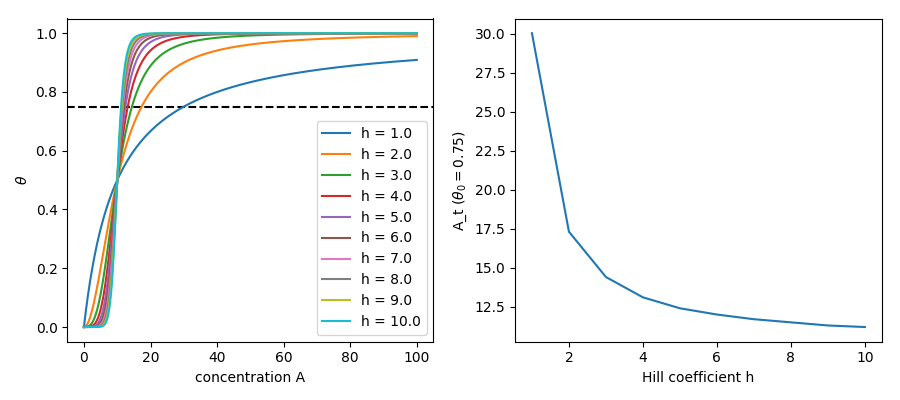 1.0
0.8
0.6
0.4
0.2
0.0
θ
0 20 40 60 80 100
concentration A
h = 1.0
h = 2.0
h = 3.0
h = 4.0
h = 5.0
h = 6.0
h = 7.0
h = 8.0
h = 9.0
h = 10.0
30.0
27.5
25.0
22.5
20.0
17.5
15.0
12.5
A_t (θ₀ = 0.75)
2 4 6 8 10
Hill coefficient h